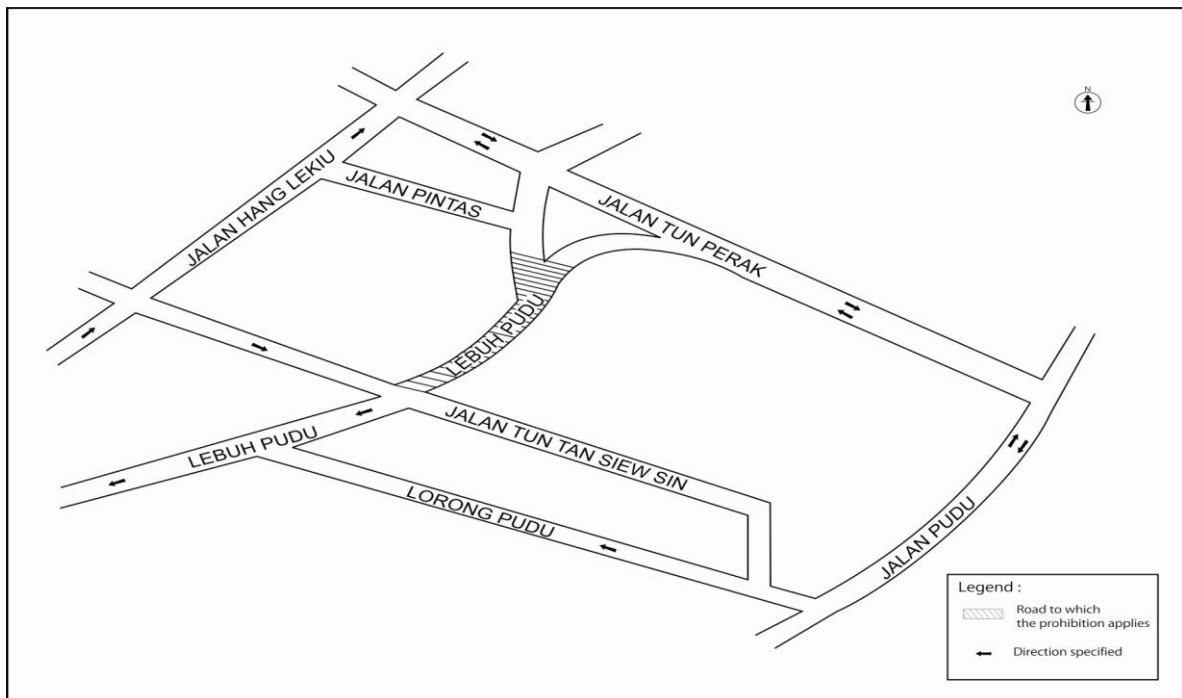 N
JALAN HANG LEKIU
JALAN PINTAS
JALAN TUN PERAK
LEBUH PUDU
LEBUH PUDU
JALAN TUN TAN SIEW SIN
LORONG PUDU
JALAN PUDU
Legend :
Road to which
the prohibition applies
Direction specified